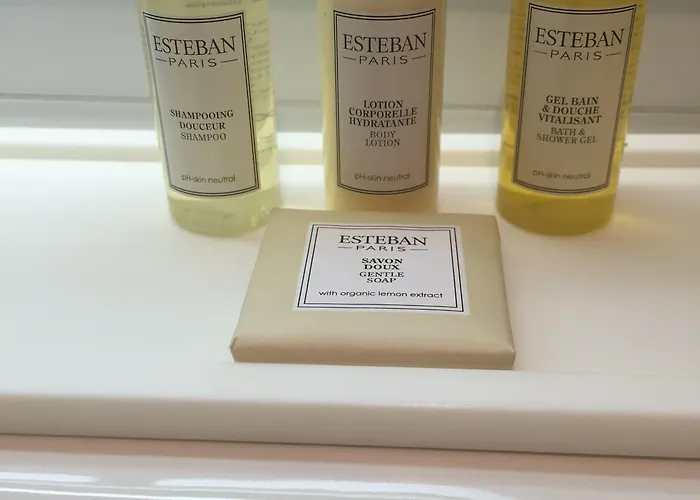 ESTEBAN
PARIS
SHAMPOOING
DOUCEUR
SHAMPOO
pH-skin neutral
ESTEBAN
PARIS
LOTION
CORPORELLE
HYDRATANTE
BODY
LOTION
pH-skin neutral
ESTEBAN
PARIS
GEL BAIN
& DOUCHE
VITALISANT
BATH &
SHOWER GEL
pH-skin neutral
ESTEBAN
PARIS
SAVON
DOUX
GENTLE
SOAP
with organic lemon extract